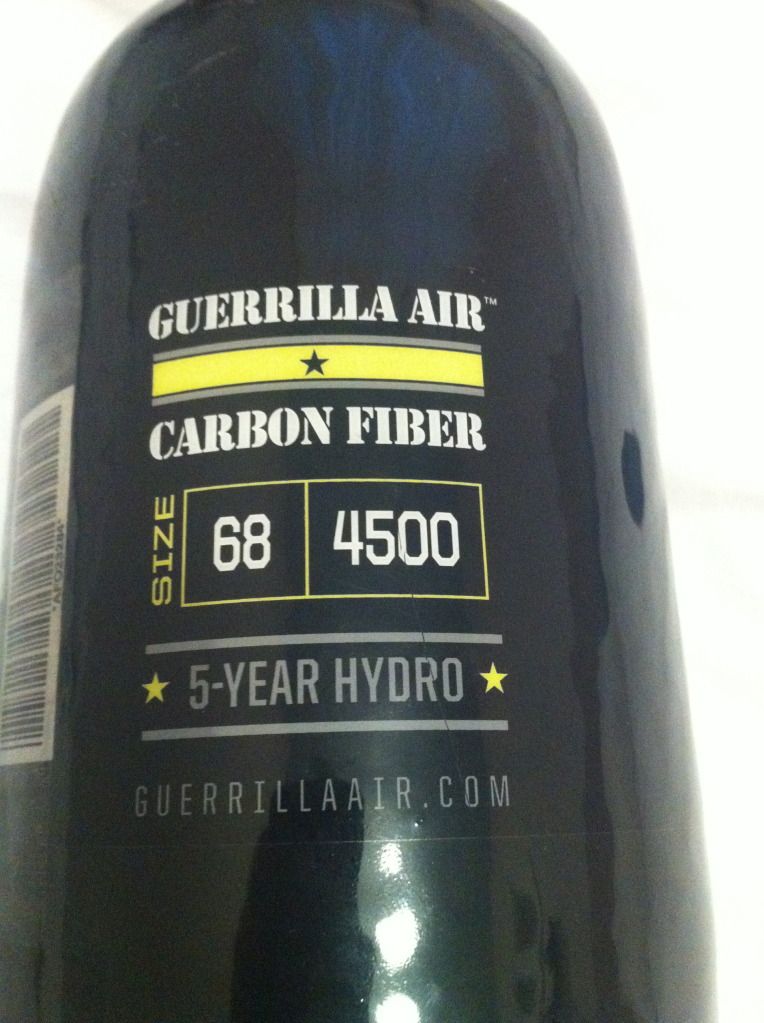 GUERRILLA AIR™
CARBON FIBER
SIZE 68 4500
5-YEAR HYDRO
GUERRILLAAIR.COM